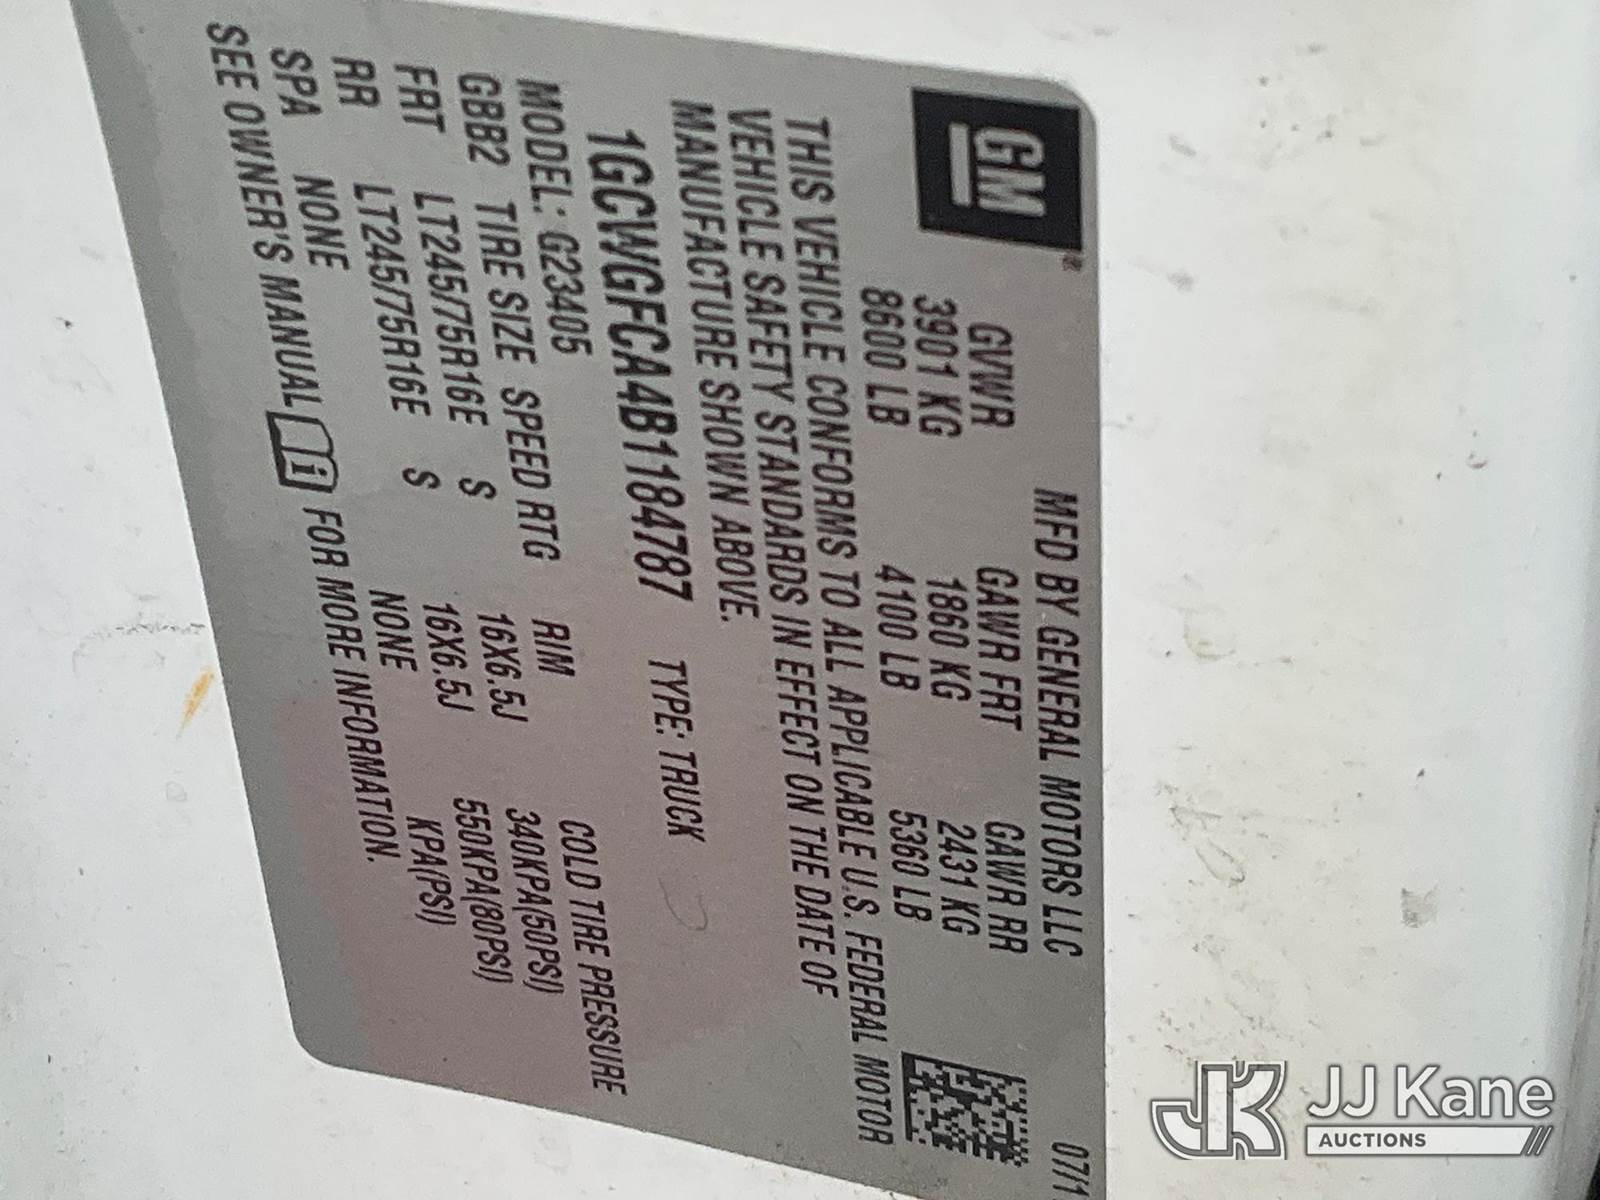 GM®
MFD BY GENERAL MOTORS LLC 07/1
GVWR GAWR FRT GAWR RR
3901 KG 1860 KG 2431 KG
8600 LB 4100 LB 5360 LB
THIS VEHICLE CONFORMS TO ALL APPLICABLE U.S. FEDERAL MOTOR
VEHICLE SAFETY STANDARDS IN EFFECT ON THE DATE OF
MANUFACTURE SHOWN ABOVE.
1GCWGFCA4B1184787 TYPE: TRUCK
MODEL: G23405
GBB2 TIRE SIZE SPEED RTG RIM COLD TIRE PRESSURE
FRT LT245/75R16E S 16X6.5J 340KPA(50PSI)
RR LT245/75R16E S 16X6.5J 550KPA(80PSI)
SPA NONE NONE KPA(PSI)
SEE OWNER'S MANUAL i FOR MORE INFORMATION.
JK JJ Kane
AUCTIONS